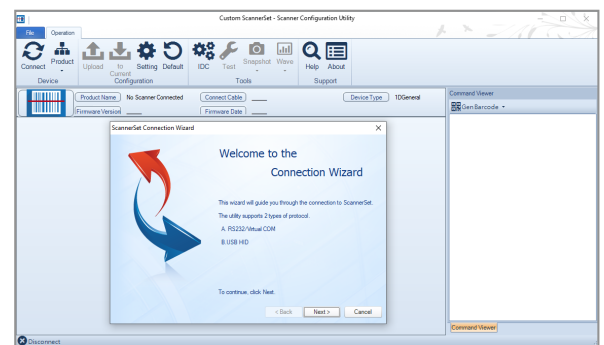 Custom ScannerSet - Scanner Configuration Utility
File Operation
Connect Product Upload to Current Setting Default IDC Test Snapshot Wave Help About
Device Configuration Tools Support
Product Name No Scanner Connected Connect Cable Device Type 1DGeneral
Firmware Version Firmware Date
Command Viewer
Gen Barcode
ScannerSet Connection Wizard
Welcome to the
Connection Wizard
This wizard will guide you through the connection to ScannerSet.
The utility supports 2 types of protocol.
A. RS232/Virtual COM
B.USB HID
To continue, click Next.
< Back Next > Cancel
Command Viewer
Disconnect